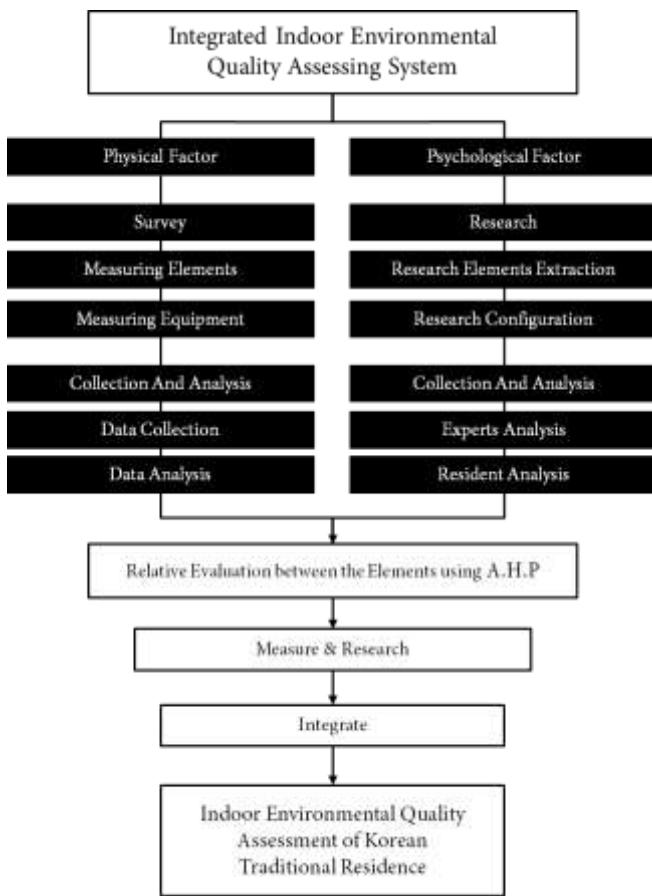 Integrated Indoor Environmental
Quality Assessing System
Physical Factor
Survey
Measuring Elements
Measuring Equipment
Collection And Analysis
Data Collection
Data Analysis
Psychological Factor
Research
Research Elements Extraction
Research Configuration
Collection And Analysis
Experts Analysis
Resident Analysis
Relative Evaluation between the Elements using A.H.P
Measure & Research
Integrate
Indoor Environmental Quality
Assessment of Korean
Traditional Residence